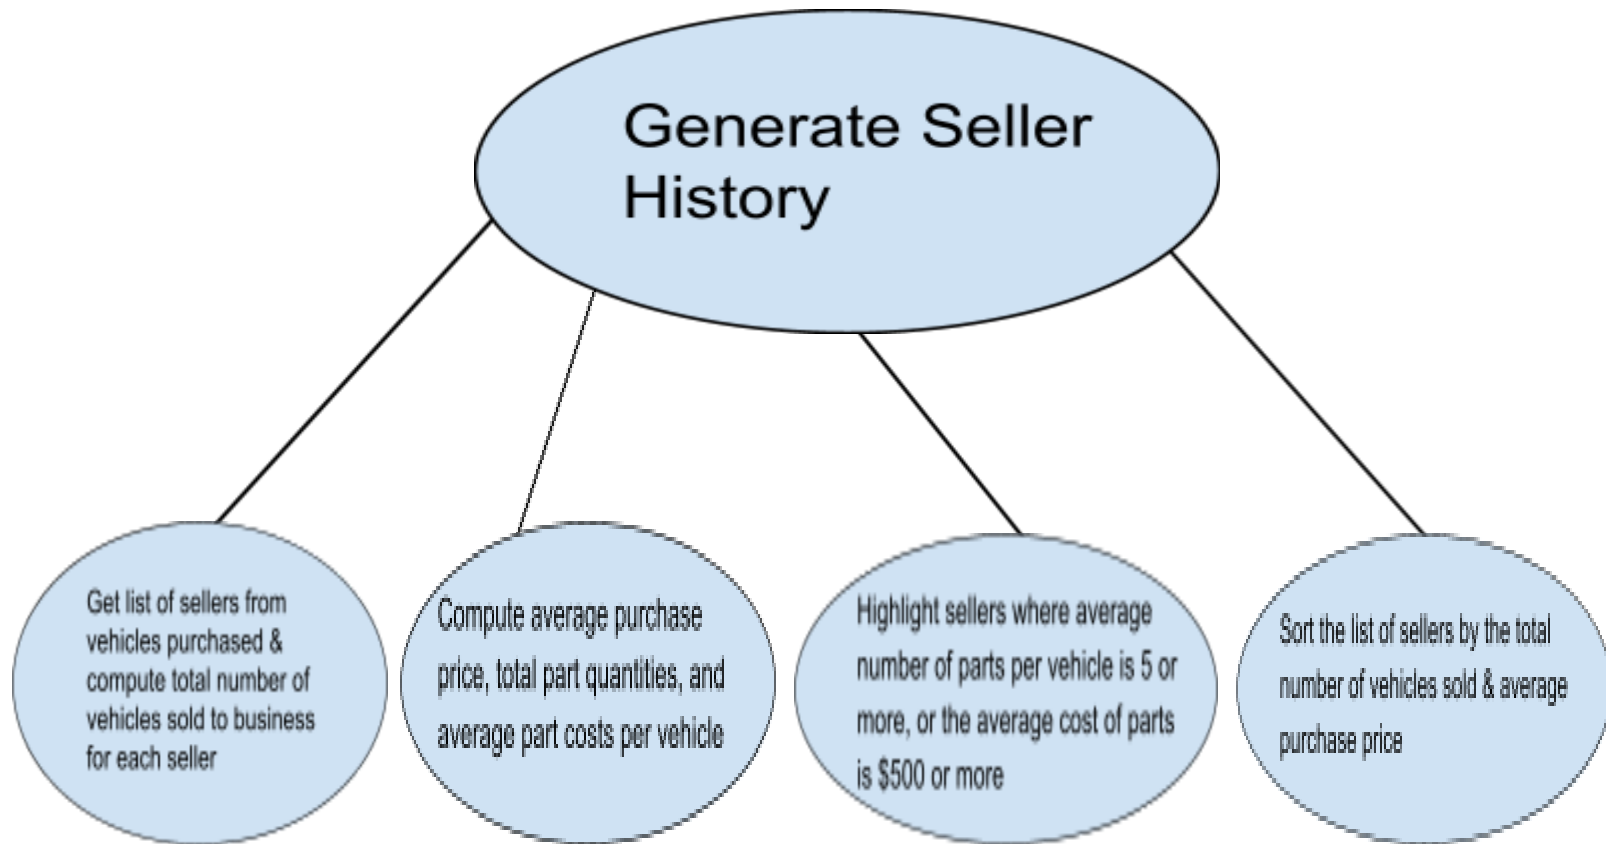 Generate Seller
History
Get list of sellers from
vehicles purchased &
compute total number of
vehicles sold to business
for each seller
Compute average purchase
price, total part quantities, and
average part costs per vehicle
Highlight sellers where average
number of parts per vehicle is 5 or
more, or the average cost of parts
is $500 or more
Sort the list of sellers by the total
number of vehicles sold & average
purchase price